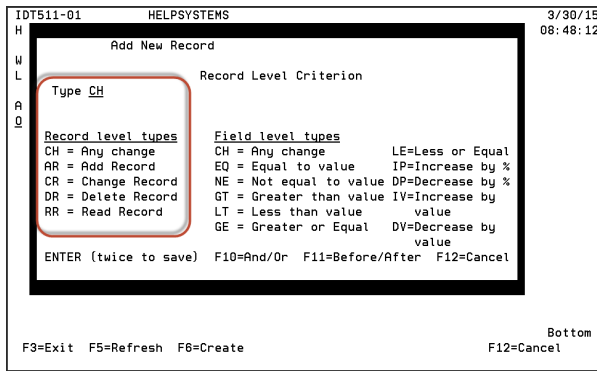 IDT511-01 HELPSYSTEMS 3/30/15
H 08:48:12
Add New Record
W
L Record Level Criterion
Type CH
A
O
Record level types Field level types
CH = Any change CH = Any change LE=Less or Equal
AR = Add Record EQ = Equal to value IP=Increase by %
CR = Change Record NE = Not equal to value DP=Decrease by %
DR = Delete Record GT = Greater than value IV=Increase by
RR = Read Record LT = Less than value value
GE = Greater or Equal DV=Decrease by
value
ENTER (twice to save) F10=And/Or F11=Before/After F12=Cancel
Bottom
F3=Exit F5=Refresh F6=Create F12=Cancel